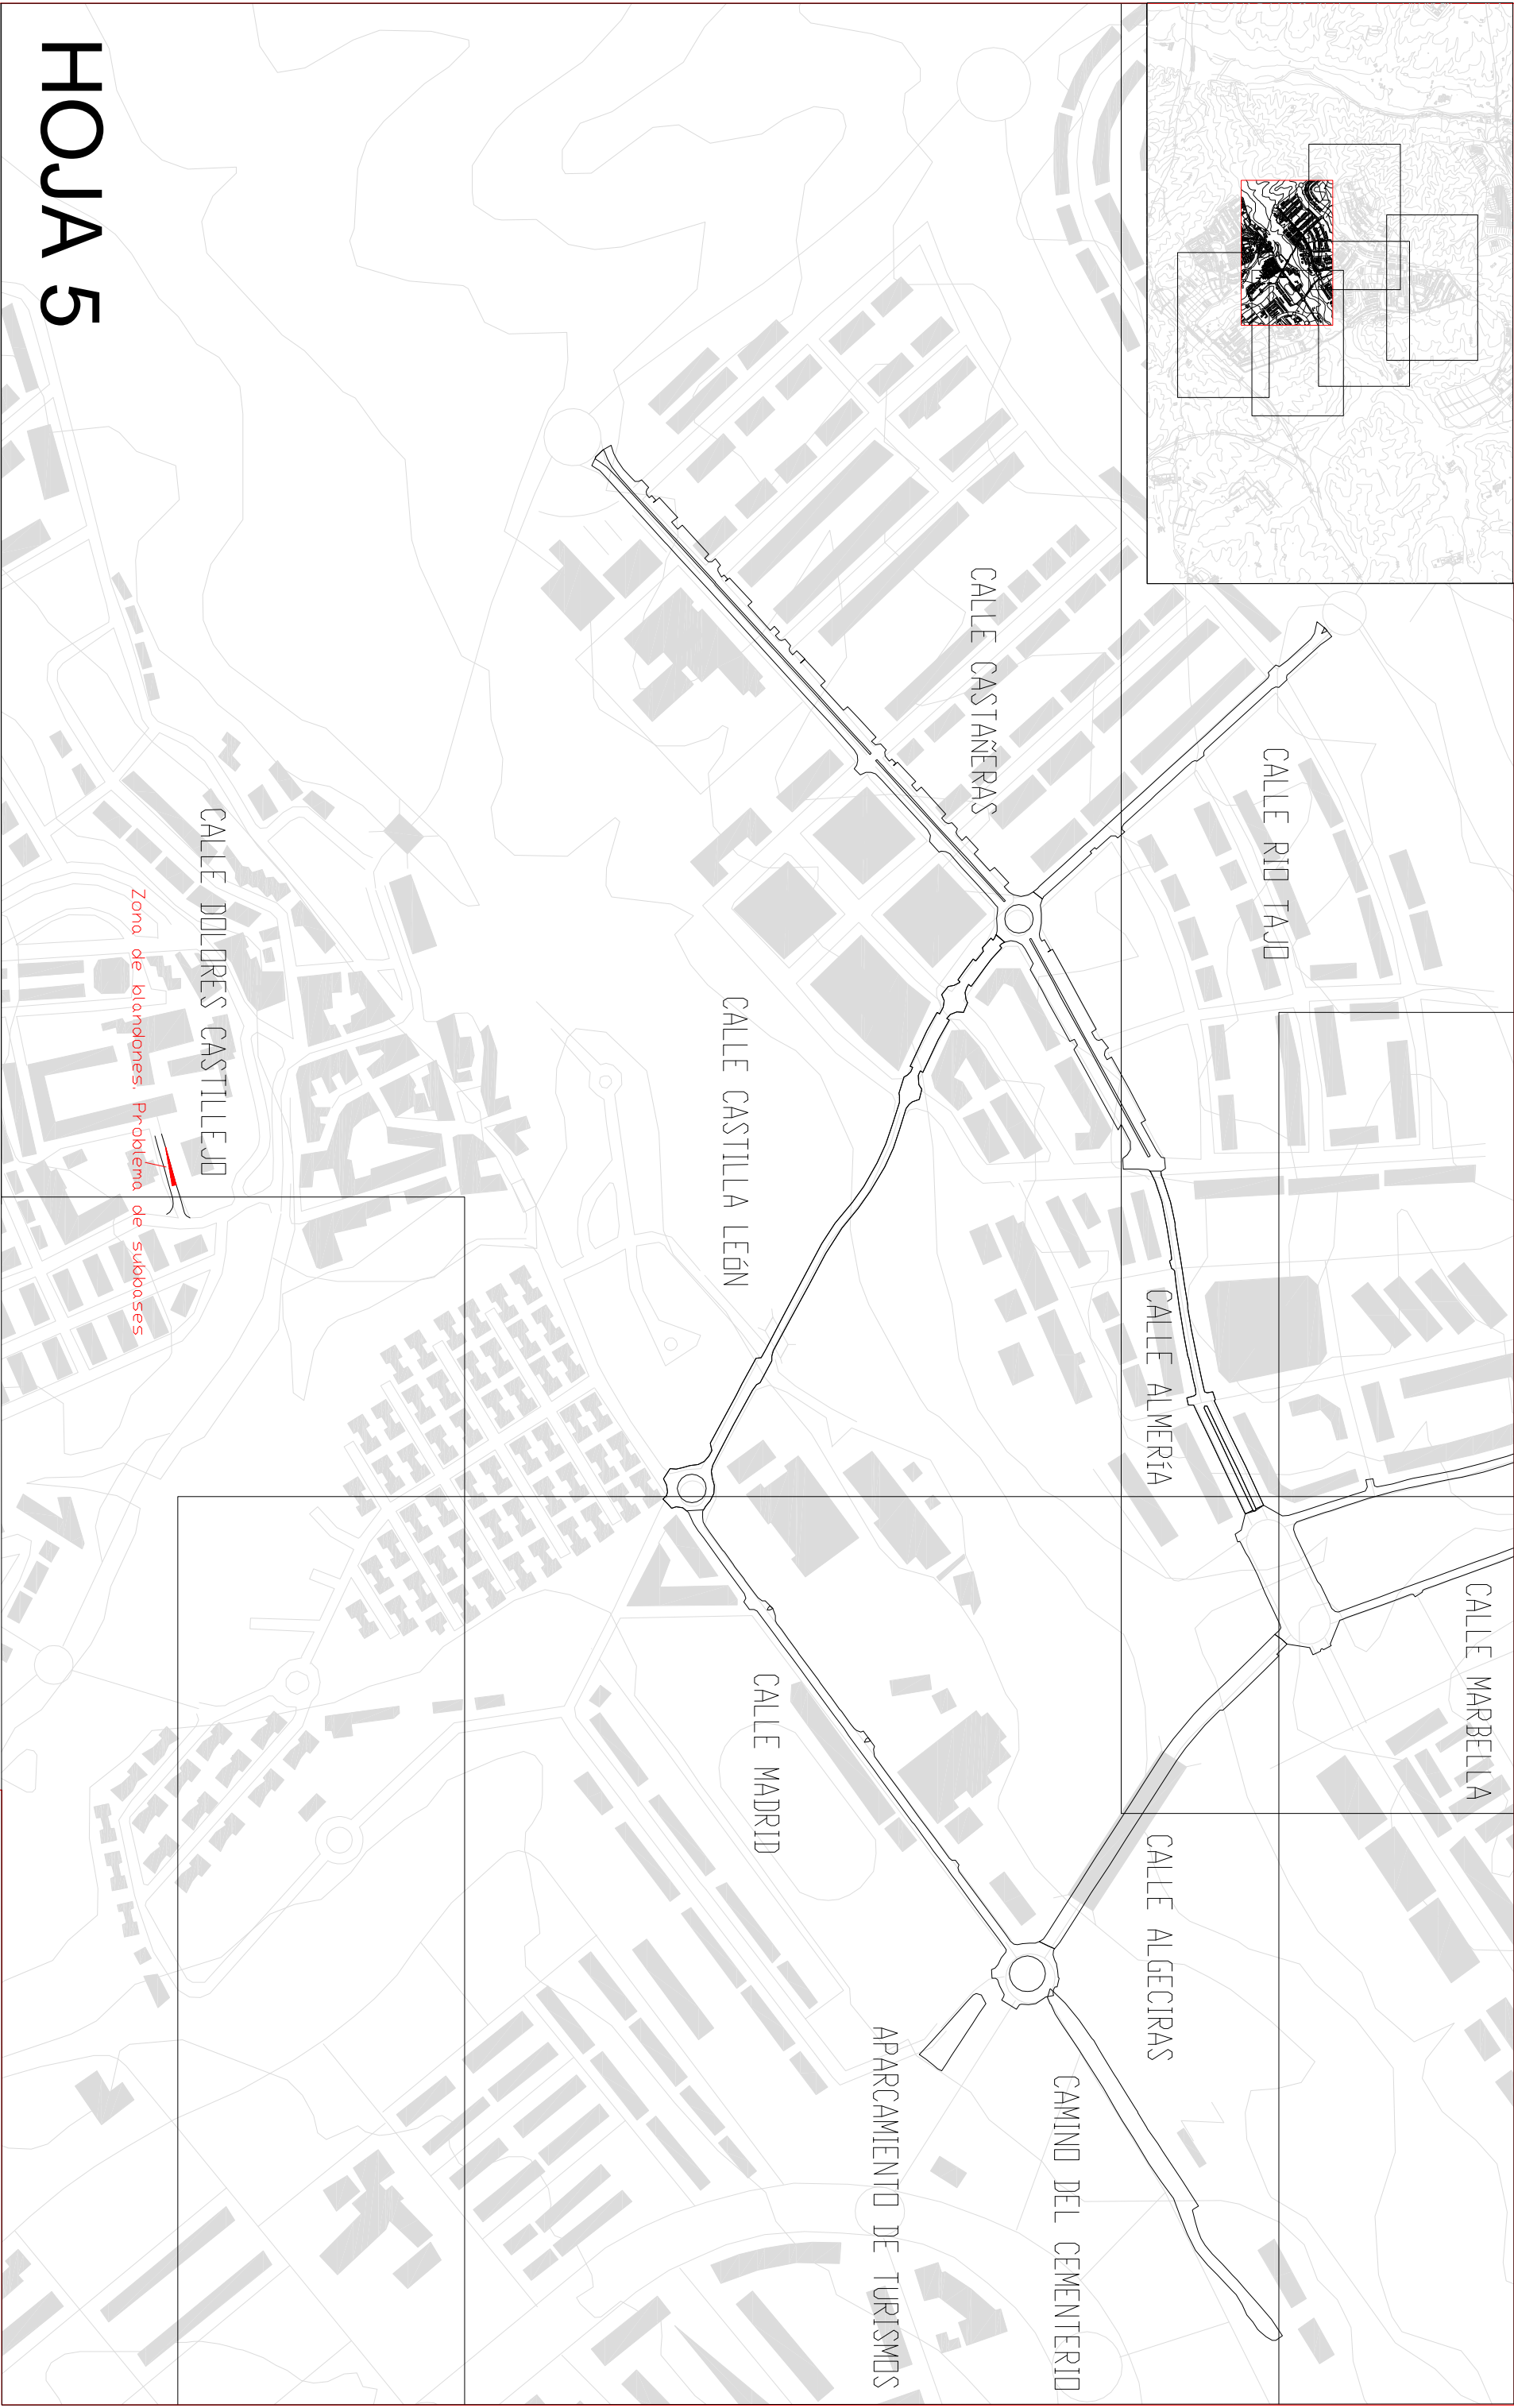 CALLE MARBELLA
CALLE RIO TAJO
CALLE ALMERÍA
CALLE ALGECIRAS
CAMINO DEL CEMENTERIO
CALLE CASTAÑERAS
APARCAMIENTO DE TURISMOS
CALLE CASTILLA LEÓN
CALLE MADRID
CALLE DOLORES CASTILLEJO
Zona de blandones. Problema de subbases
HOJA 5